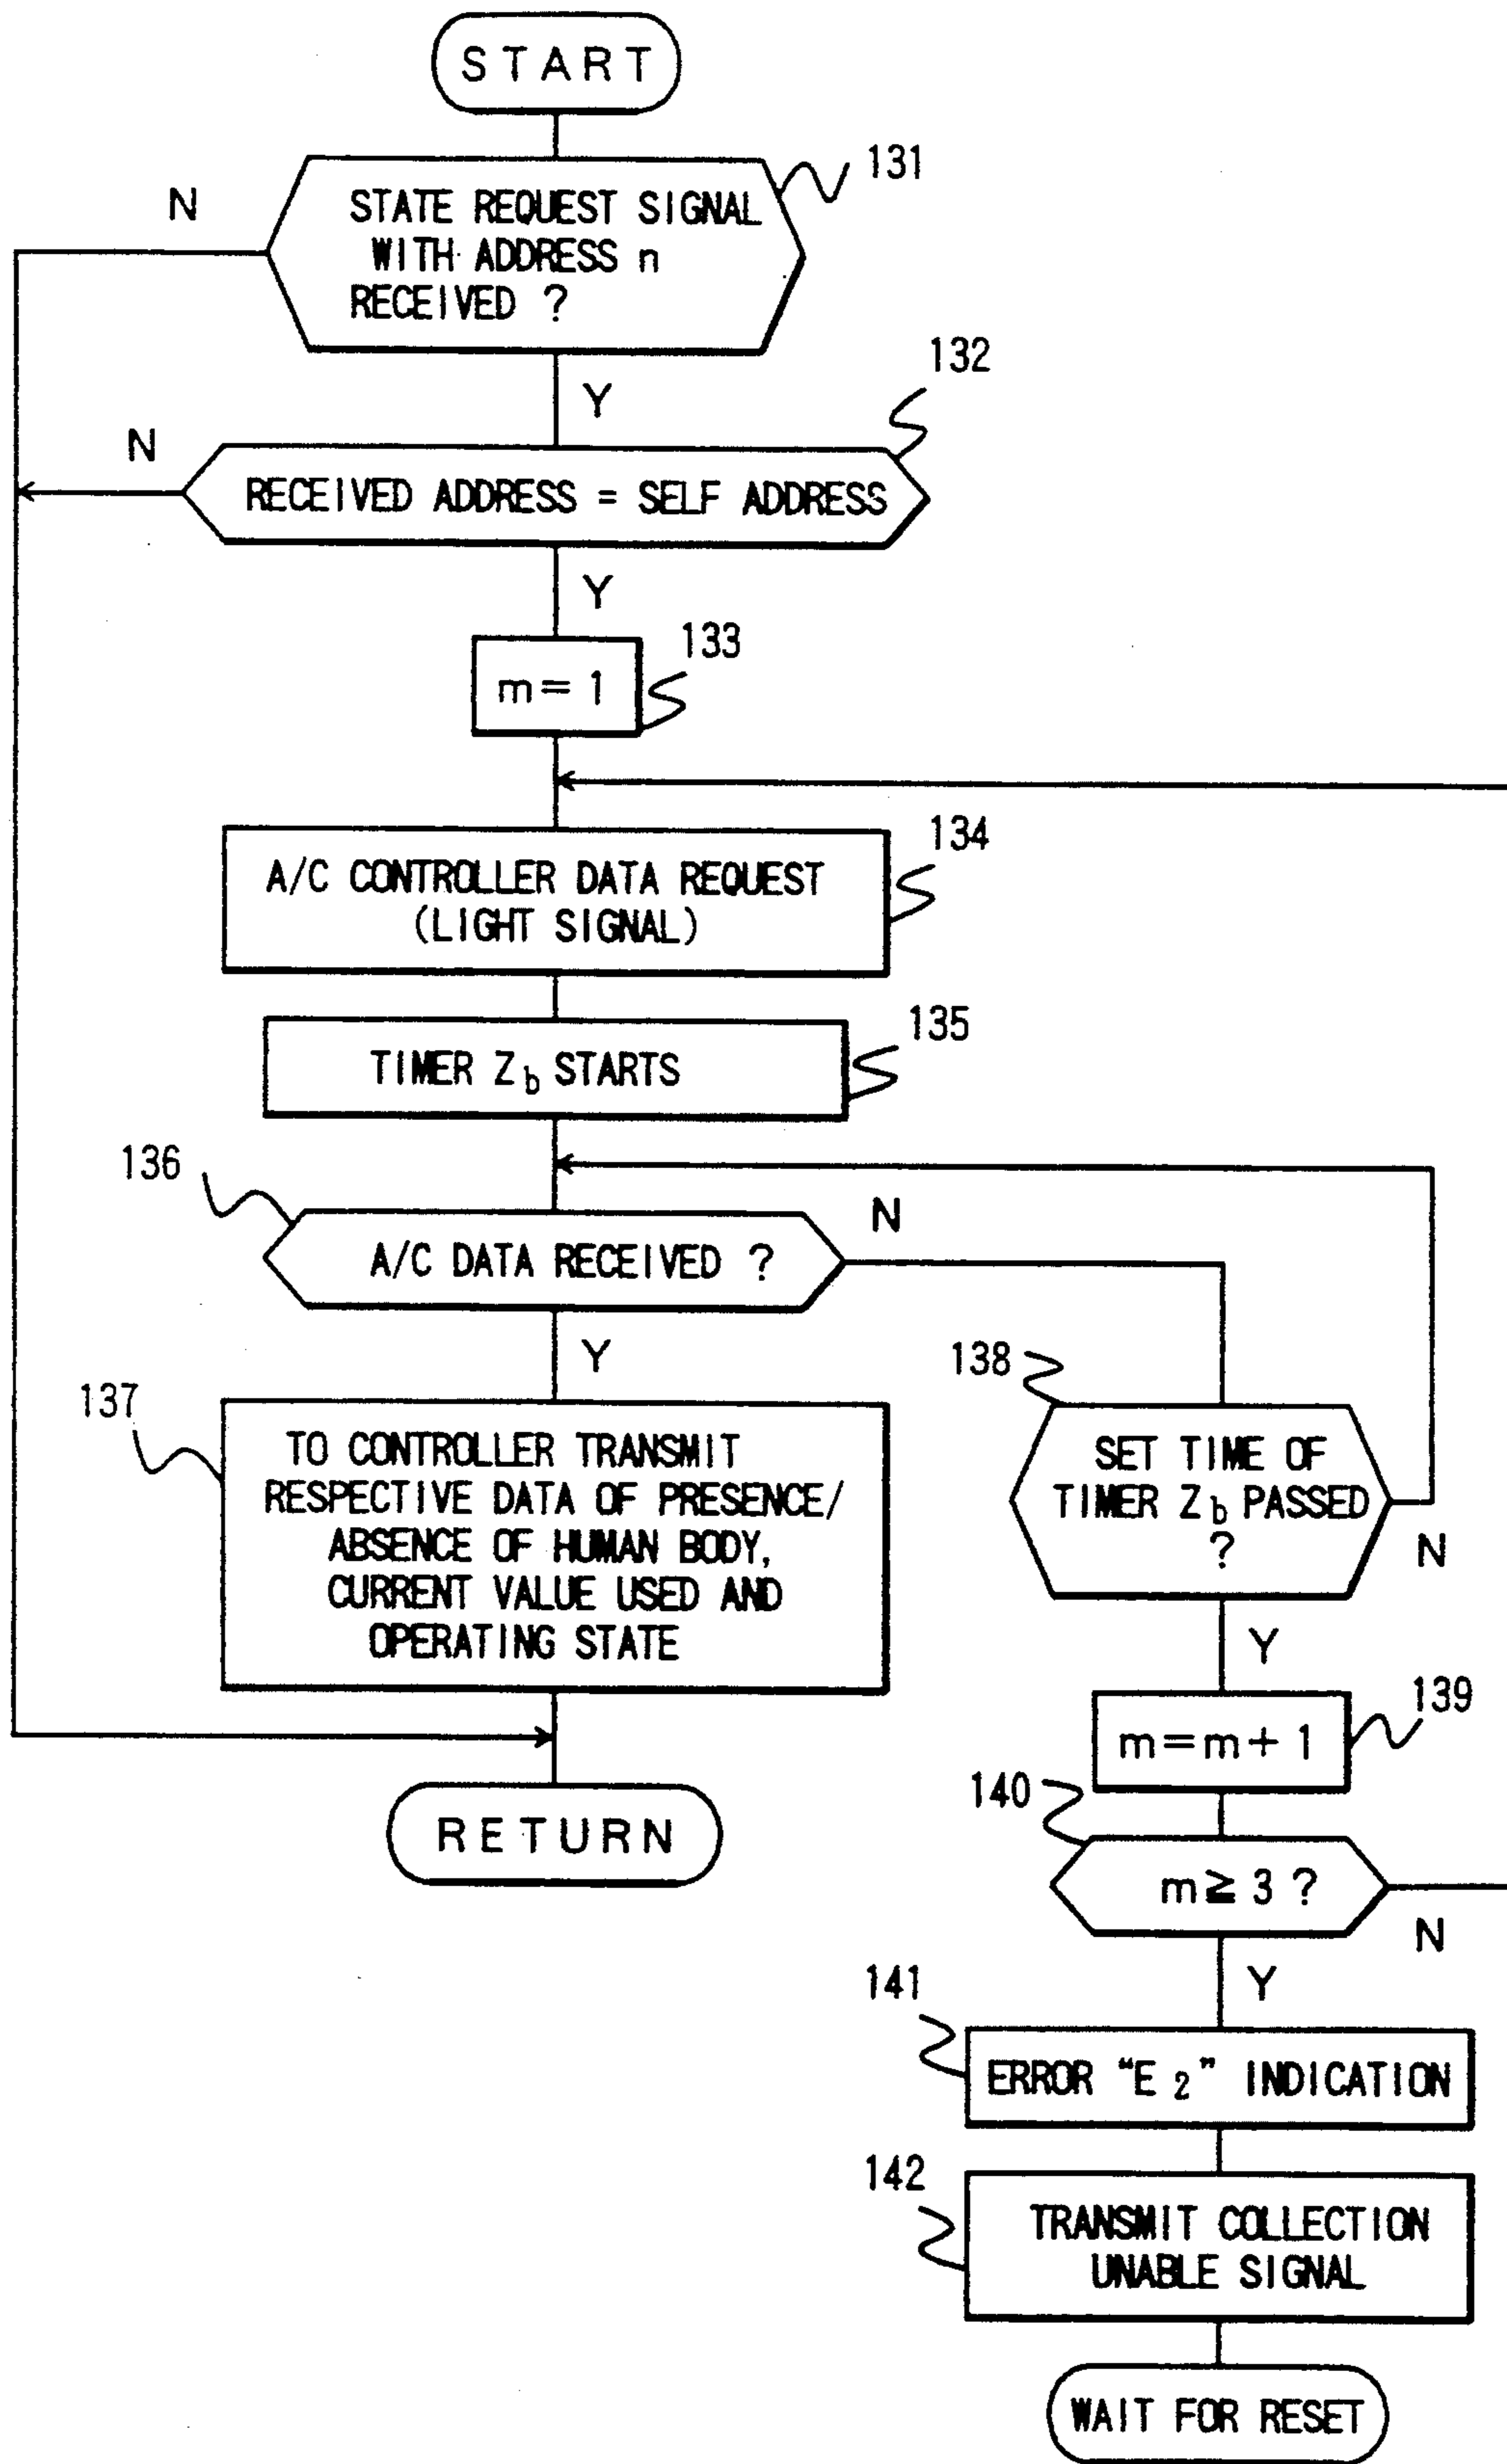 START
131
N
STATE REQUEST SIGNAL
WITH ADDRESS n
RECEIVED ?
132
Y
N
RECEIVED ADDRESS = SELF ADDRESS
Y
133
m = 1
134
A/C CONTROLLER DATA REQUEST
(LIGHT SIGNAL)
135
TIMER Zb STARTS
136
N
A/C DATA RECEIVED ?
Y
138
137
TO CONTROLLER TRANSMIT
RESPECTIVE DATA OF PRESENCE/
ABSENCE OF HUMAN BODY,
CURRENT VALUE USED AND
OPERATING STATE
SET TIME OF
TIMER Zb PASSED
?
N
Y
139
m = m + 1
140
RETURN
m ≧ 3 ?
N
Y
141
ERROR “E2” INDICATION
142
TRANSMIT COLLECTION
UNABLE SIGNAL
WAIT FOR RESET